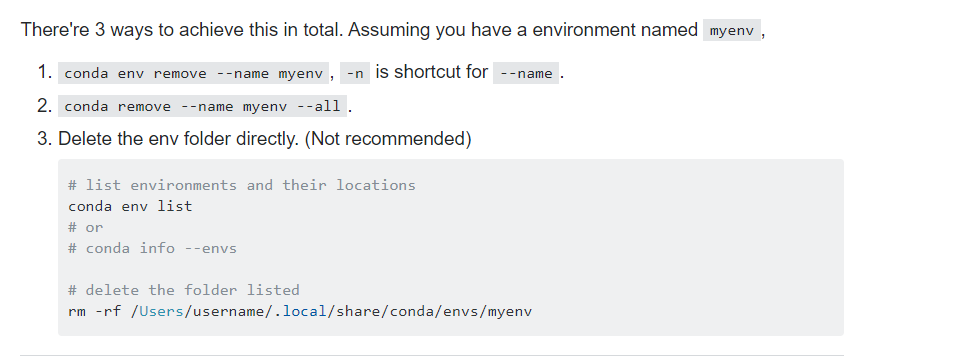 There're 3 ways to achieve this in total. Assuming you have a environment named myenv ,
1. conda env remove --name myenv , -n is shortcut for --name .
2. conda remove --name myenv --all .
3. Delete the env folder directly. (Not recommended)
# list environments and their locations
conda env list
# or
# conda info --envs
# delete the folder listed
rm -rf /Users/username/.local/share/conda/envs/myenv